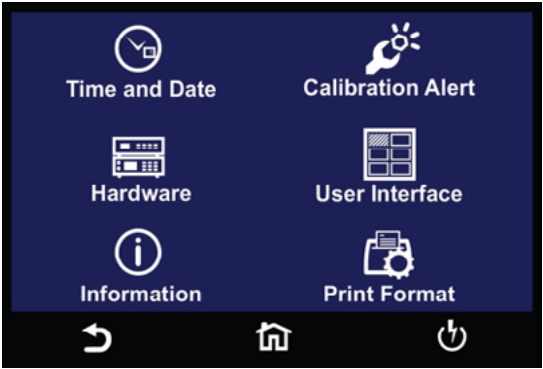 Time and Date
Calibration Alert
Hardware
User Interface
Information
Print Format